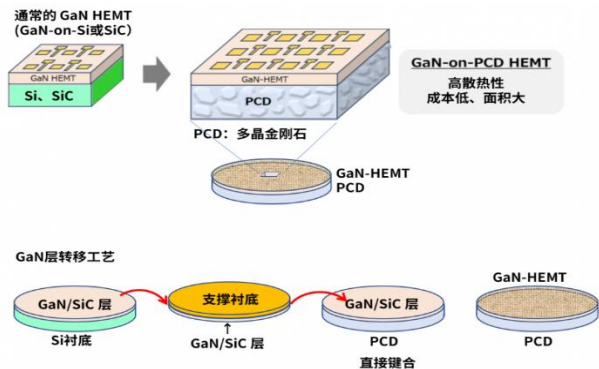 通常的 GaN HEMT
(GaN-on-Si或SiC)
GaN HEMT
Si、SiC
GaN-HEMT
PCD
PCD：多晶金刚石
GaN-on-PCD HEMT
高散热性
成本低、面积大
GaN-HEMT
PCD
GaN层转移工艺
GaN/SiC 层
Si衬底
支撑衬底
GaN/SiC 层
GaN/SiC 层
PCD
直接键合
GaN-HEMT
PCD